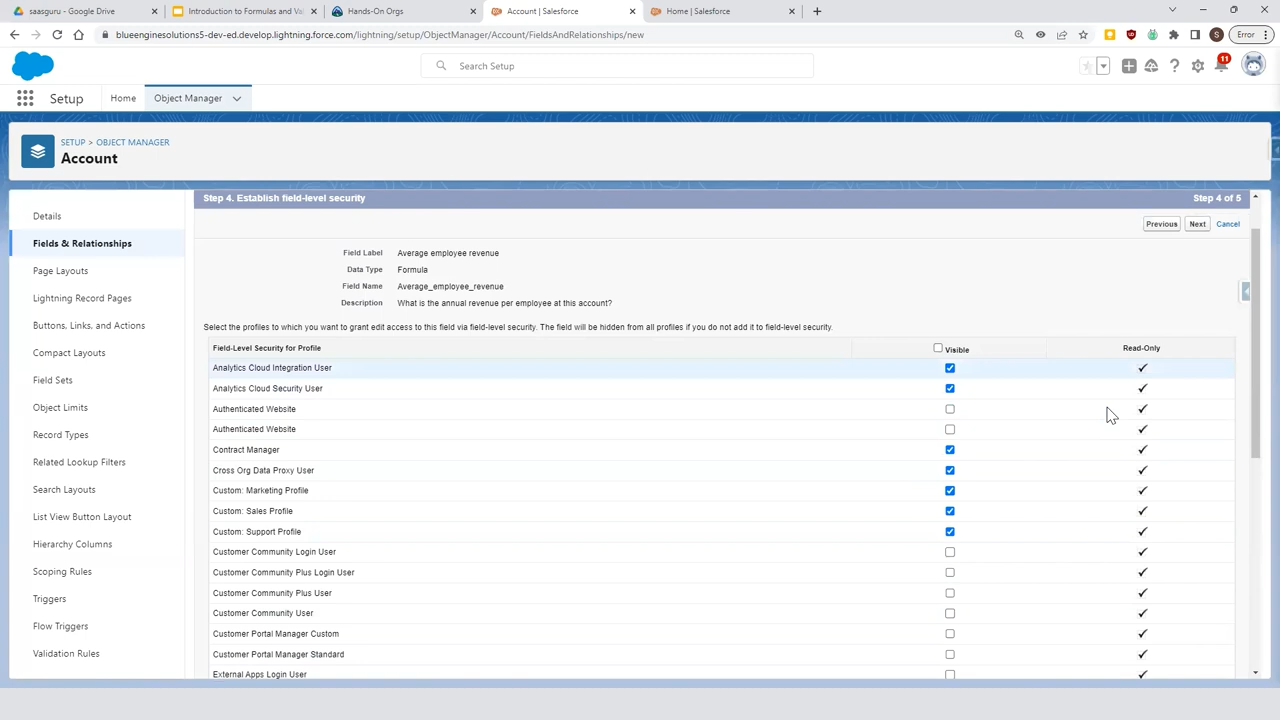 saasguru - Google Drive
Introduction to Formulas and Va
Hands-On Orgs
Account | Salesforce
Home | Salesforce
blueenginesolutions5-dev-ed.develop.lightning.force.com/lightning/setup/ObjectManager/Account/FieldsAndRelationships/new
S
Error
Search Setup
11
Setup
Home
Object Manager
SETUP > OBJECT MANAGER
Account
Details
Fields & Relationships
Page Layouts
Lightning Record Pages
Buttons, Links, and Actions
Compact Layouts
Field Sets
Object Limits
Record Types
Related Lookup Filters
Search Layouts
List View Button Layout
Hierarchy Columns
Scoping Rules
Triggers
Flow Triggers
Validation Rules
Step 4. Establish field-level security
Step 4 of 5
Previous
Next
Cancel
Field Label Average employee revenue
Data Type Formula
Field Name Average_employee_revenue
Description What is the annual revenue per employee at this account?
Select the profiles to which you want to grant edit access to this field via field-level security. The field will be hidden from all profiles if you do not add it to field-level security.
Field-Level Security for Profile Visible Read-Only
Analytics Cloud Integration User
Analytics Cloud Security User
Authenticated Website
Authenticated Website
Contract Manager
Cross Org Data Proxy User
Custom: Marketing Profile
Custom: Sales Profile
Custom: Support Profile
Customer Community Login User
Customer Community Plus Login User
Customer Community Plus User
Customer Community User
Customer Portal Manager Custom
Customer Portal Manager Standard
External Apps Login User